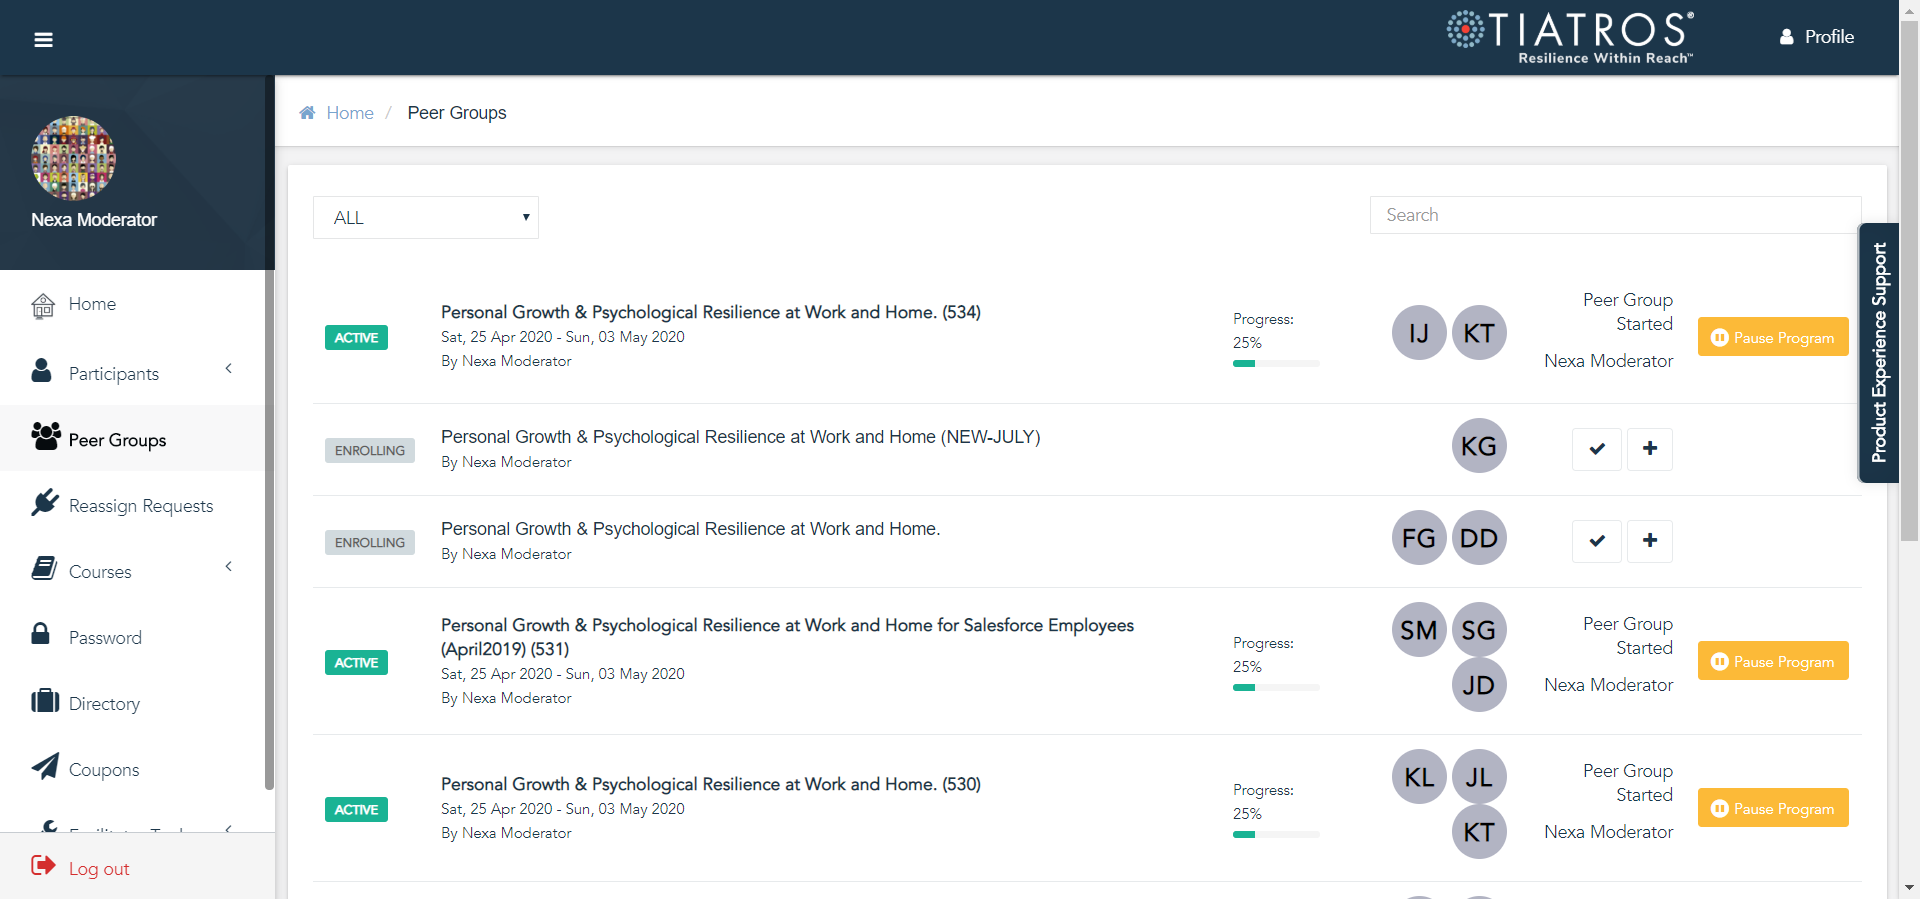 TIATROS®
Resilience Within Reach™
Profile
Nexa Moderator
Home / Peer Groups
ALL
Search
Product Experience Support
Home
Participants
Peer Groups
Reassign Requests
Courses
Password
Directory
Coupons
Log out
ACTIVE
Personal Growth & Psychological Resilience at Work and Home. (534)
Sat, 25 Apr 2020 - Sun, 03 May 2020
By Nexa Moderator
Progress:
25%
IJ KT
Peer Group
Started
Nexa Moderator
Pause Program
ENROLLING
Personal Growth & Psychological Resilience at Work and Home (NEW-JULY)
By Nexa Moderator
KG
ENROLLING
Personal Growth & Psychological Resilience at Work and Home.
By Nexa Moderator
FG DD
ACTIVE
Personal Growth & Psychological Resilience at Work and Home for Salesforce Employees
(April2019) (531)
Sat, 25 Apr 2020 - Sun, 03 May 2020
By Nexa Moderator
Progress:
25%
SM SG
JD
Peer Group
Started
Nexa Moderator
Pause Program
ACTIVE
Personal Growth & Psychological Resilience at Work and Home. (530)
Sat, 25 Apr 2020 - Sun, 03 May 2020
By Nexa Moderator
Progress:
25%
KL JL
KT
Peer Group
Started
Nexa Moderator
Pause Program